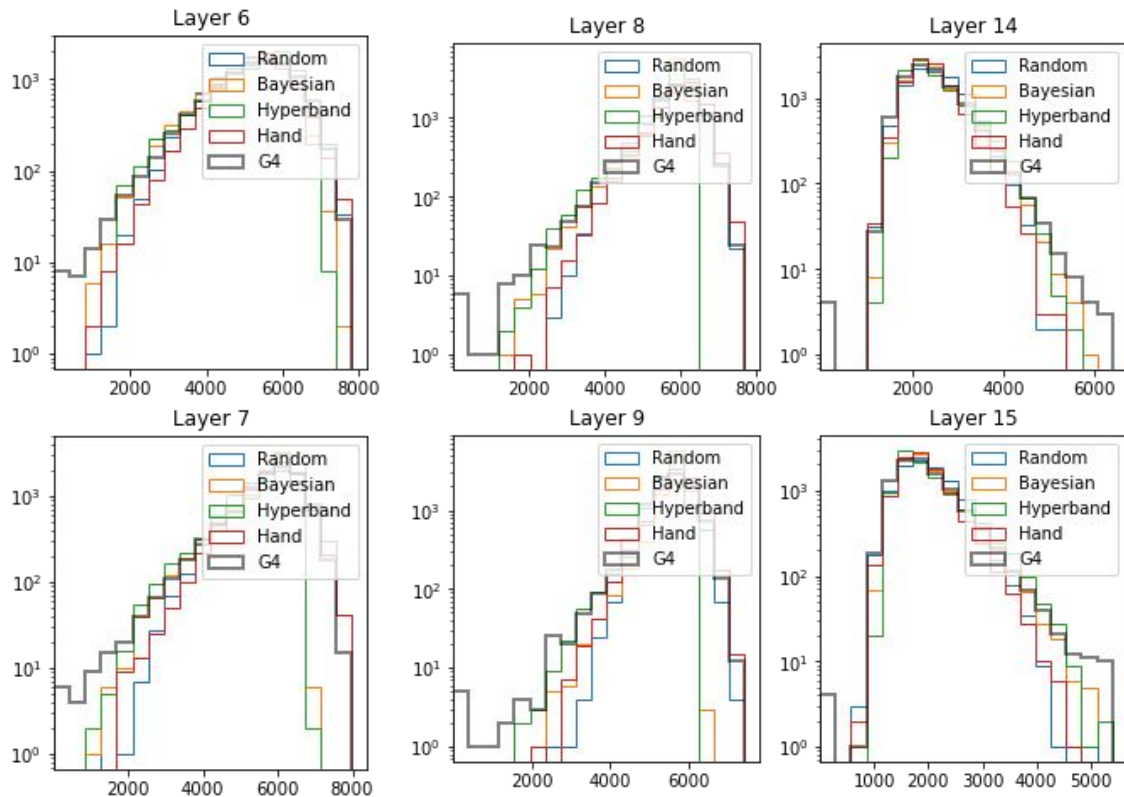 Layer 6
10³
10²
10¹
10⁰
Random
Bayesian
Hyperband
Hand
G4
2000 4000 6000 8000
Layer 8
10³
10²
10¹
10⁰
Random
Bayesian
Hyperband
Hand
G4
2000 4000 6000 8000
Layer 14
10³
10²
10¹
10⁰
Random
Bayesian
Hyperband
Hand
G4
2000 4000 6000
Layer 7
10³
10²
10¹
10⁰
Random
Bayesian
Hyperband
Hand
G4
2000 4000 6000 8000
Layer 9
10³
10²
10¹
10⁰
Random
Bayesian
Hyperband
Hand
G4
2000 4000 6000
Layer 15
10³
10²
10¹
10⁰
Random
Bayesian
Hyperband
Hand
G4
1000 2000 3000 4000 5000